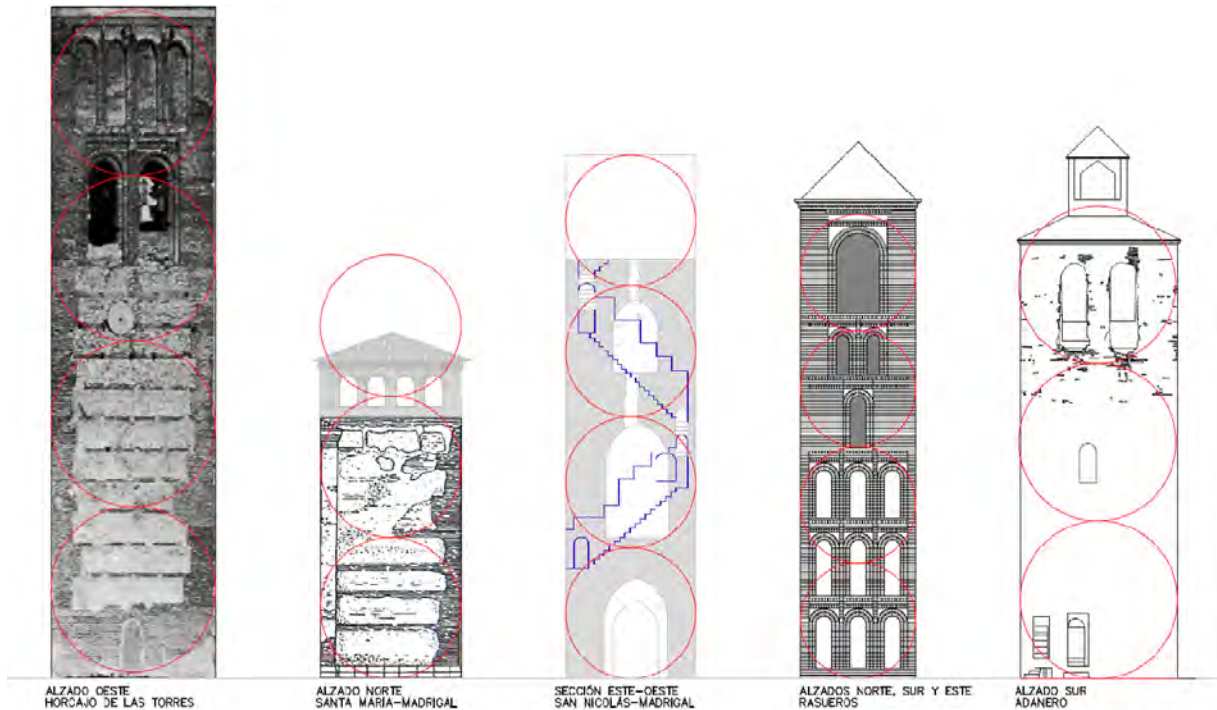 ALZADO OESTE
HORCAJO DE LAS TORRES
ALZADO NORTE
SANTA MARÍA-MADRIGAL
SECCIÓN ESTE-OESTE
SAN NICOLÁS-MADRIGAL
ALZADOS NORTE, SUR Y ESTE
RASUEROS
ALZADO SUR
ADANERO